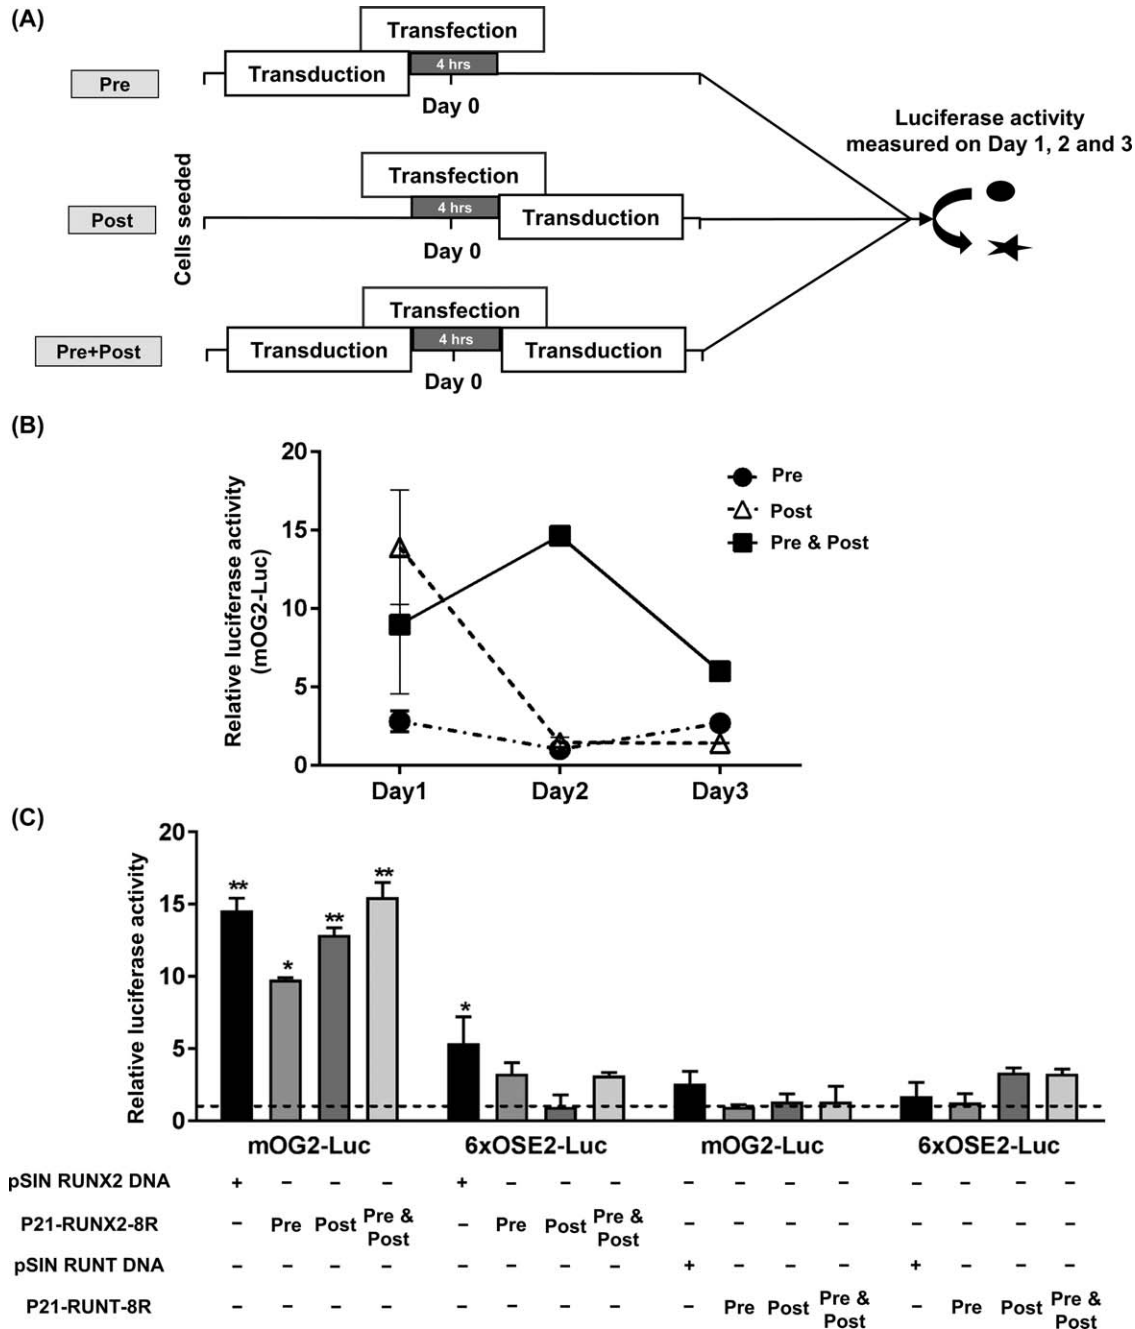 (A)
Transfection
4 hrs
Pre
Transduction
Day 0
Luciferase activity
measured on Day 1, 2 and 3
Transfection
4 hrs
Cells seeded
Post
Transduction
Day 0
Transfection
4 hrs
Pre+Post
Transduction
Transduction
Day 0
(B)
Relative luciferase activity
(mOG2-Luc)
20
15
10
5
0
Pre
Post
Pre & Post
Day1 Day2 Day3
(C)
Relative luciferase activity
20
15
10
5
0
** * ** ** *
mOG2-Luc 6xOSE2-Luc mOG2-Luc 6xOSE2-Luc
pSIN RUNX2 DNA + – – – + – – – – – – – – – – –
P21-RUNX2-8R – Pre Post Pre & Post – Pre Post Pre & Post – – – – – – – –
pSIN RUNT DNA – – – – – – – – + – – – + – – –
P21-RUNT-8R – – – – – – – – – Pre Post Pre & Post – Pre Post Pre & Post